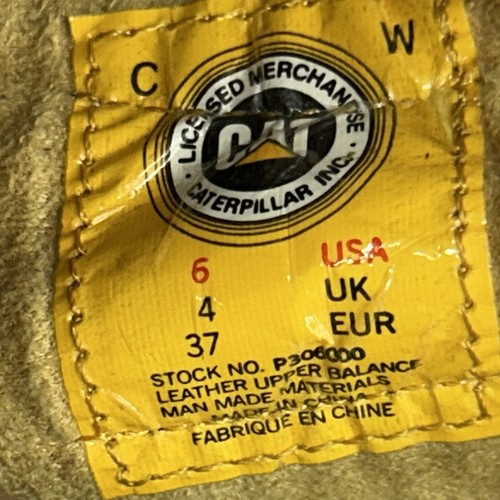 C W
LICENSED MERCHANDISE
CAT
CATERPILLAR INC.
6 USA
4 UK
37 EUR
STOCK NO. P306000
LEATHER UPPER BALANCE
MAN MADE MATERIALS
MADE IN CHINA
FABRIQUE EN CHINE